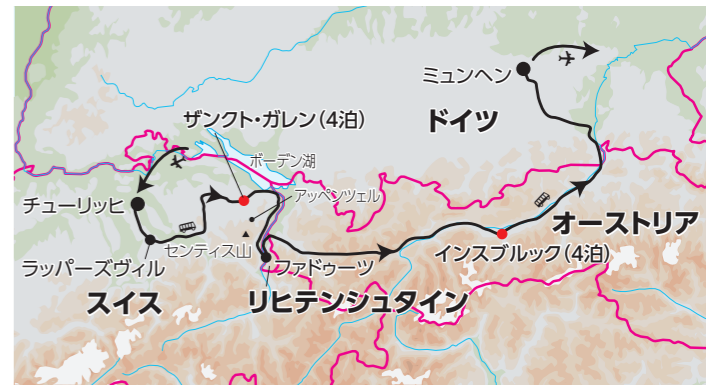 ミュンヘン
ザンクト・ガレン(4泊)
ドイツ
ボーデン湖
アッペンツェル
チューリッヒ
オーストリア
センティス山
インスブルック(4泊)
ラッパーズヴィル
ファドゥーツ
スイス
リヒテンシュタイン